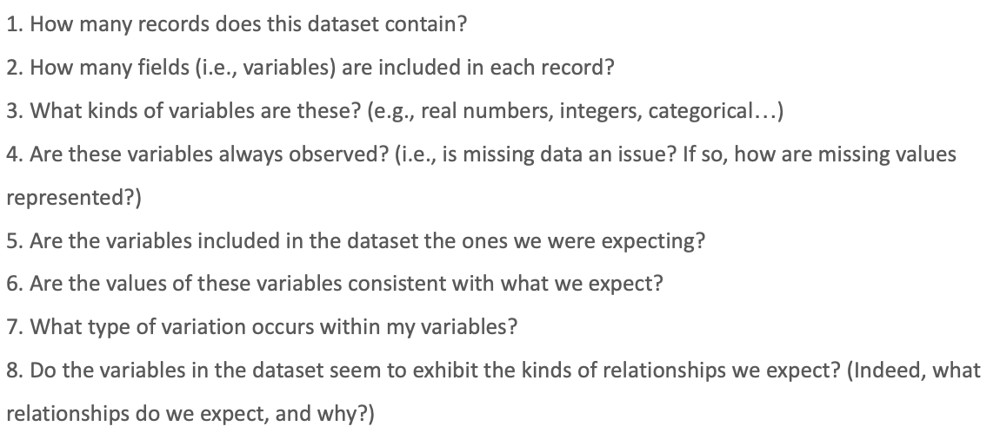 1. How many records does this dataset contain?
2. How many fields (i.e., variables) are included in each record?
3. What kinds of variables are these? (e.g., real numbers, integers, categorical…)
4. Are these variables always observed? (i.e., is missing data an issue? If so, how are missing values
represented?)
5. Are the variables included in the dataset the ones we were expecting?
6. Are the values of these variables consistent with what we expect?
7. What type of variation occurs within my variables?
8. Do the variables in the dataset seem to exhibit the kinds of relationships we expect? (Indeed, what
relationships do we expect, and why?)